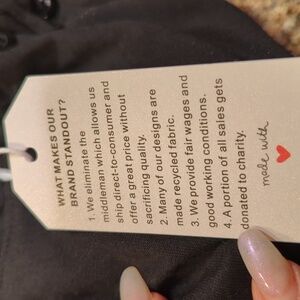 WHAT MAKES OUR
BRAND STANDOUT?
1. We eliminate the
middleman which allows us
ship direct-to-consumer and
offer a great price without
sacrificing quality.
2. Many of our designs are
made recycled fabric.
3. We provide fair wages and
good working conditions.
4. A portion of all sales gets
donated to charity.
made with